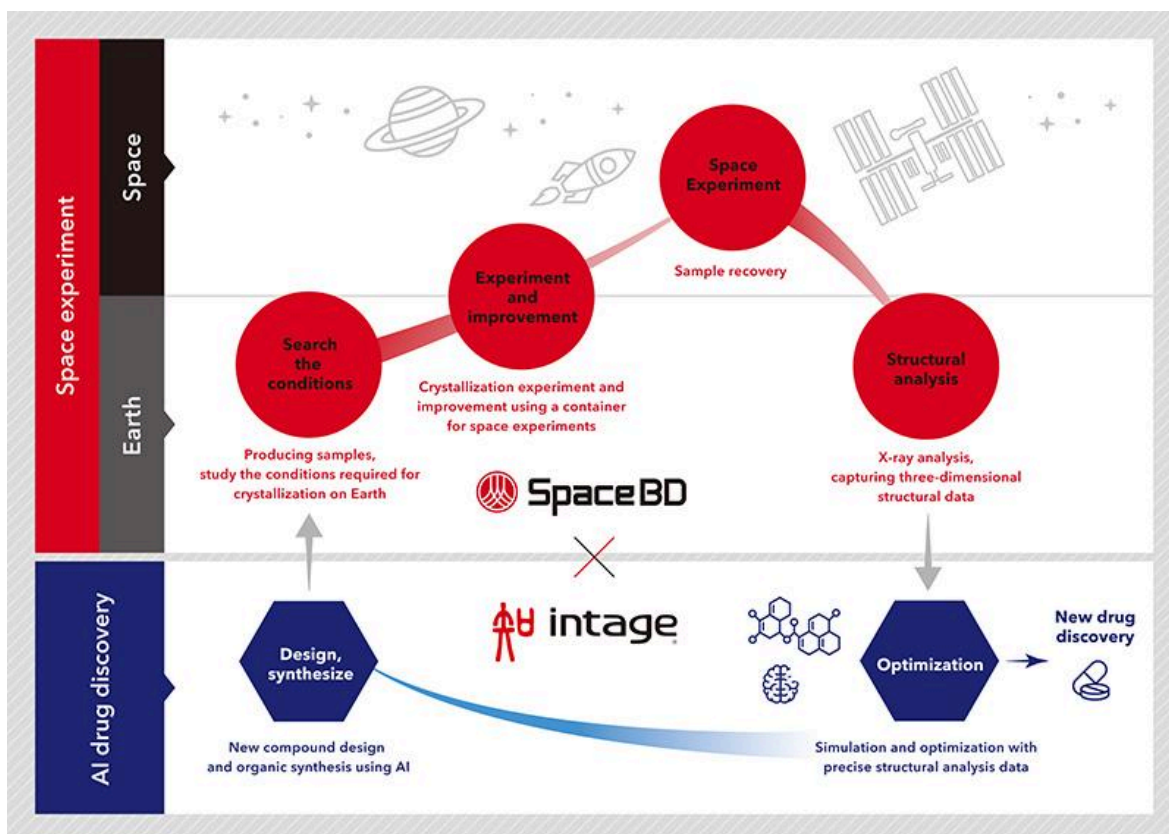 Space experiment
Space
Earth
Space
Experiment
Sample recovery
Experiment
and
improvement
Crystallization experiment and
improvement using a container
for space experiments
Search
the
conditions
Producing samples,
study the conditions required for
crystallization on Earth
Structural
analysis
X-ray analysis,
capturing three-dimensional
structural data
SpaceBD
intage
AI drug discovery
Design,
synthesize
New compound design
and organic synthesis using AI
Optimization
Simulation and optimization with
precise structural analysis data
New drug
discovery